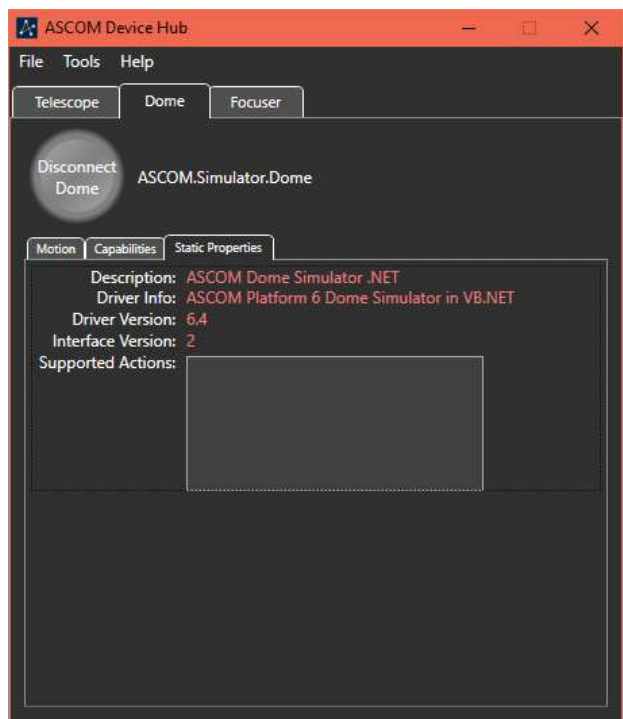 ASCOM Device Hub
File Tools Help
Telescope Dome Focuser
Disconnect
Dome
ASCOM.Simulator.Dome
Motion Capabilities Static Properties
Description: ASCOM Dome Simulator .NET
Driver Info: ASCOM Platform 6 Dome Simulator in VB.NET
Driver Version: 6.4
Interface Version: 2
Supported Actions: